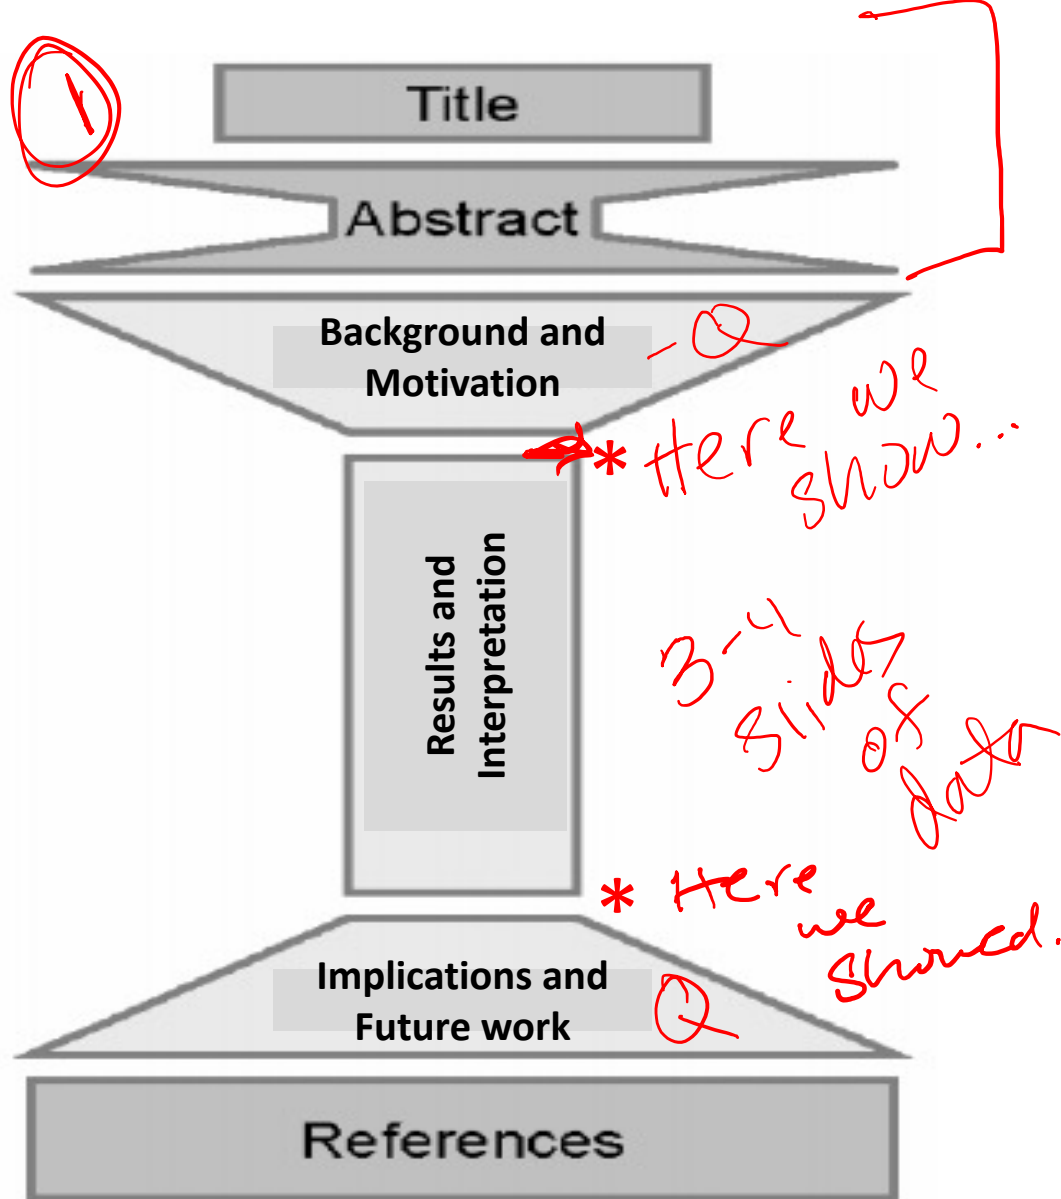 1
Title
Abstract
Background and
Motivation
- Q
* Here we
show...
Results and
Interpretation
3-4
slides
of
data
* Here
we
showed.
Implications and
Future work
Q
References